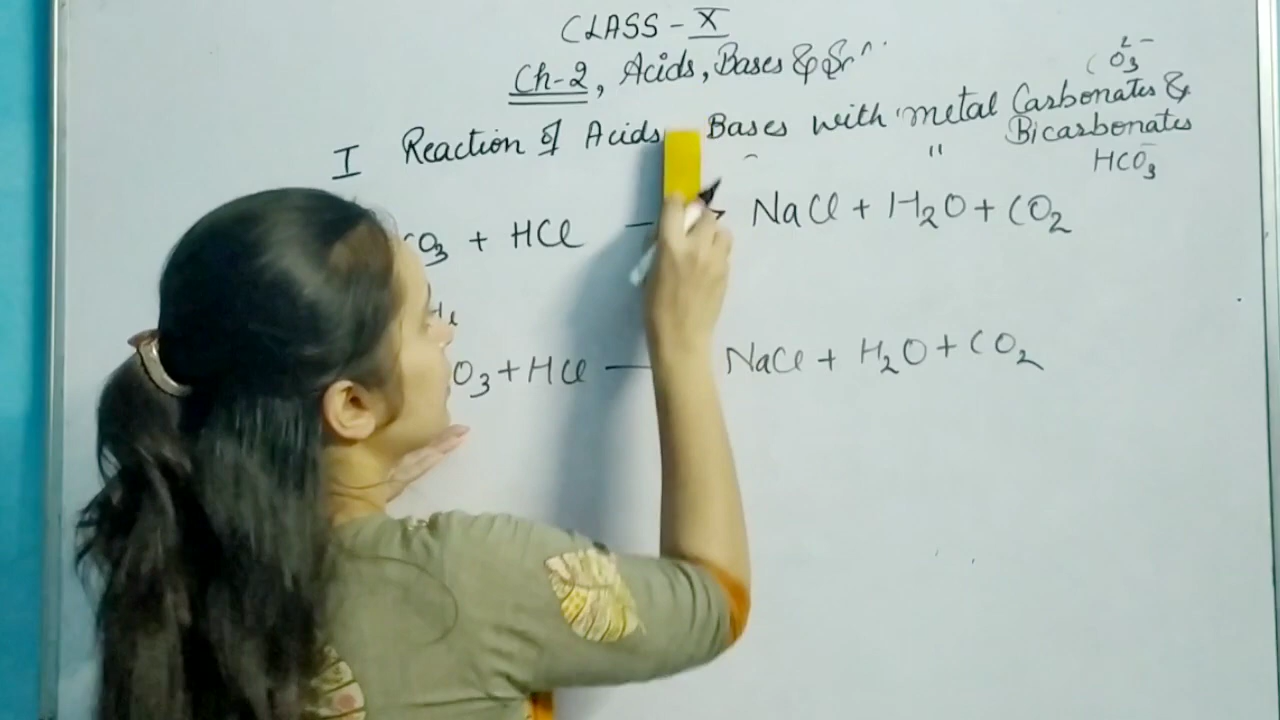 CLASS - X
Ch-2, Acids, Bases &
CO3 2-
I Reaction of Acids Bases with metal Carbonates &
" Bicarbonates
HCO3-
CO3 + HCl → NaCl + H2O + CO2
O3 + HCl — NaCl + H2O + CO2